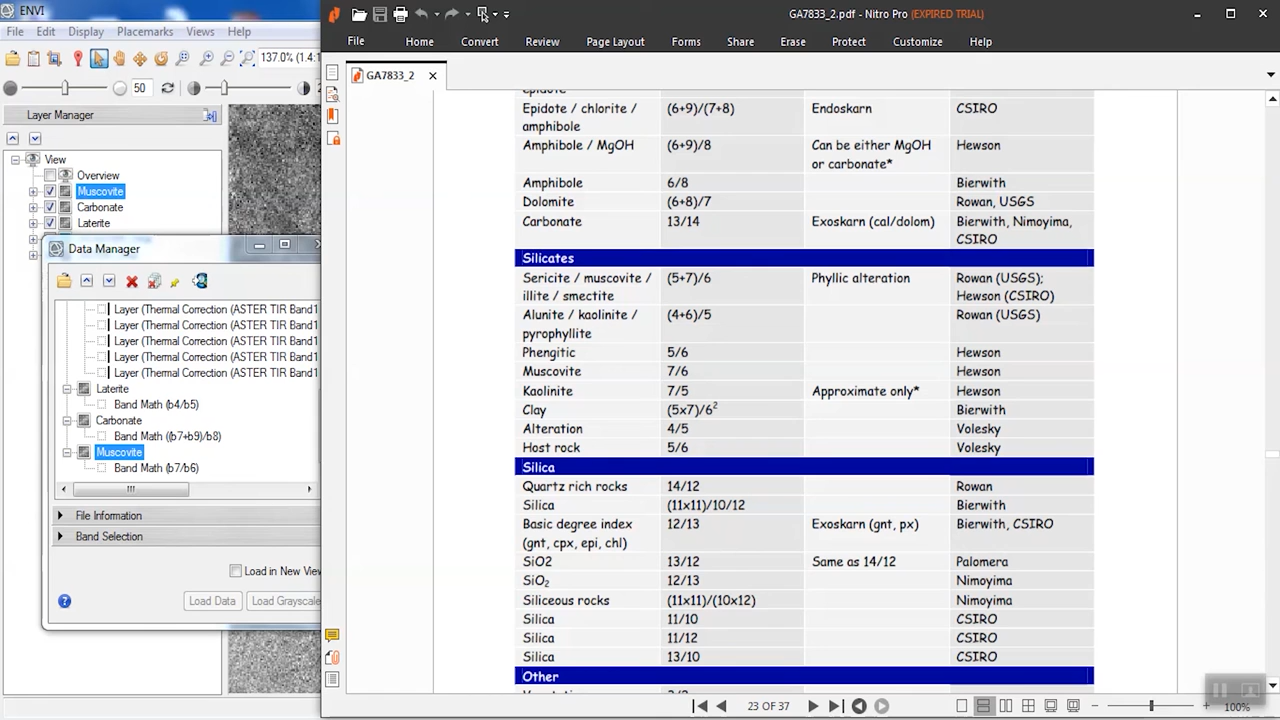 ENVI
File Edit Display Placemarks Views Help
137.0% (1.4:1
50
Layer Manager
View
Overview
Muscovite
Carbonate
Laterite
Data Manager
Layer (Thermal Correction (ASTER TIR Band1
Layer (Thermal Correction (ASTER TIR Band1
Layer (Thermal Correction (ASTER TIR Band1
Layer (Thermal Correction (ASTER TIR Band1
Layer (Thermal Correction (ASTER TIR Band1
Laterite
Band Math (b4/b5)
Carbonate
Band Math ((b7+b9)/b8)
Muscovite
Band Math (b7/b6)
File Information
Band Selection
Load in New View
Load Data Load Grayscale
GA7833_2.pdf - Nitro Pro (EXPIRED TRIAL)
File Home Convert Review Page Layout Forms Share Erase Protect Customize Help
GA7833_2
epidote
Epidote / chlorite / (6+9)/(7+8) Endoskarn CSIRO
amphibole
Amphibole / MgOH (6+9)/8 Can be either MgOH Hewson
or carbonate*
Amphibole 6/8 Bierwith
Dolomite (6+8)/7 Rowan, USGS
Carbonate 13/14 Exoskarn (cal/dolom) Bierwith, Nimoyima,
CSIRO
Silicates
Sericite / muscovite / (5+7)/6 Phyllic alteration Rowan (USGS);
illite / smectite Hewson (CSIRO)
Alunite / kaolinite / (4+6)/5 Rowan (USGS)
pyrophyllite
Phengitic 5/6 Hewson
Muscovite 7/6 Hewson
Kaolinite 7/5 Approximate only* Hewson
Clay (5x7)/6² Bierwith
Alteration 4/5 Volesky
Host rock 5/6 Volesky
Silica
Quartz rich rocks 14/12 Rowan
Silica (11x11)/10/12 Bierwith
Basic degree index 12/13 Exoskarn (gnt, px) Bierwith, CSIRO
(gnt, cpx, epi, chl)
SiO2 13/12 Same as 14/12 Palomera
SiO₂ 12/13 Nimoyima
Siliceous rocks (11x11)/(10x12) Nimoyima
Silica 11/10 CSIRO
Silica 11/12 CSIRO
Silica 13/10 CSIRO
Other
23 OF 37
100%